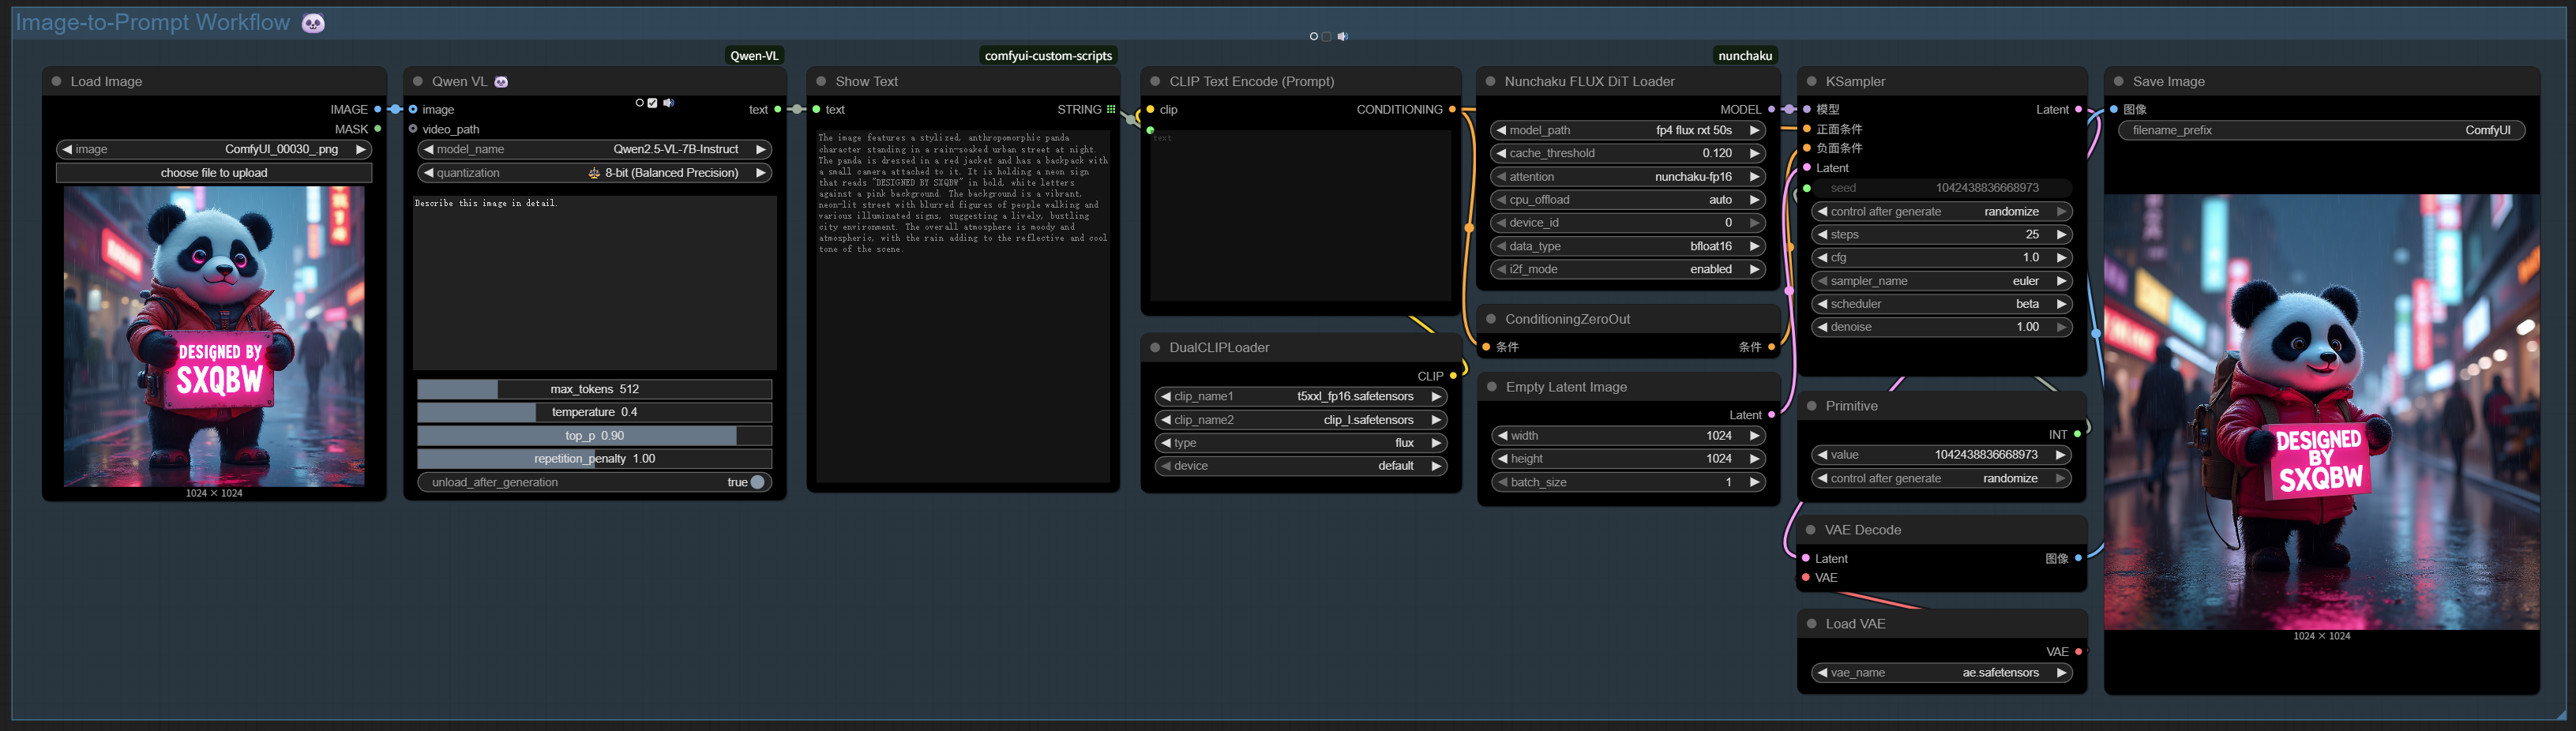 Image-to-Prompt Workflow
Load Image
IMAGE
MASK
image ComfyUI_00030_.png
choose file to upload
DESIGNED BY
SXQBW
1024 × 1024
Qwen-VL
Qwen VL
image text
video_path
model_name Qwen2.5-VL-7B-Instruct
quantization 8-bit (Balanced Precision)
Describe this image in detail.
max_tokens 512
temperature 0.4
top_p 0.90
repetition_penalty 1.00
unload_after_generation true
comfyui-custom-scripts
Show Text
text STRING
The image features a stylized, anthropomorphic panda
character standing in a rain-soaked urban street at night.
The panda is dressed in a red jacket and has a backpack with
a small camera attached to it. It is holding a neon sign
that reads "DESIGNED BY SXQBW" in bold, white letters
against a pink background. The background is a vibrant,
neon-lit street with blurred figures of people walking and
various illuminated signs, suggesting a lively, bustling
city environment. The overall atmosphere is moody and
atmospheric, with the rain adding to the reflective and cool
tone of the scene.
CLIP Text Encode (Prompt)
clip CONDITIONING
text
DualCLIPLoader
CLIP
clip_name1 t5xxl_fp16.safetensors
clip_name2 clip_l.safetensors
type flux
device default
nunchaku
Nunchaku FLUX DiT Loader
MODEL
model_path fp4 flux rxt 50s
cache_threshold 0.120
attention nunchaku-fp16
cpu_offload auto
device_id 0
data_type bfloat16
i2f_mode enabled
ConditioningZeroOut
条件 条件
Empty Latent Image
Latent
width 1024
height 1024
batch_size 1
KSampler
模型 Latent
正面条件
负面条件
Latent
seed 1042438836668973
control after generate randomize
steps 25
cfg 1.0
sampler_name euler
scheduler beta
denoise 1.00
Primitive
INT
value 1042438836668973
control after generate randomize
VAE Decode
Latent 图像
VAE
Load VAE
VAE
vae_name ae.safetensors
Save Image
图像
filename_prefix ComfyUI
DESIGNED
BY
SXQBW
1024 × 1024